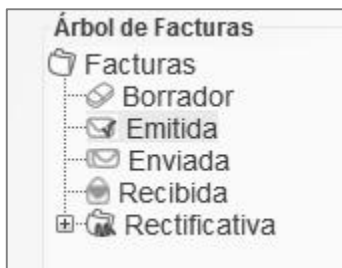 Árbol de Facturas
Facturas
Borrador
Emitida
Enviada
Recibida
Rectificativa